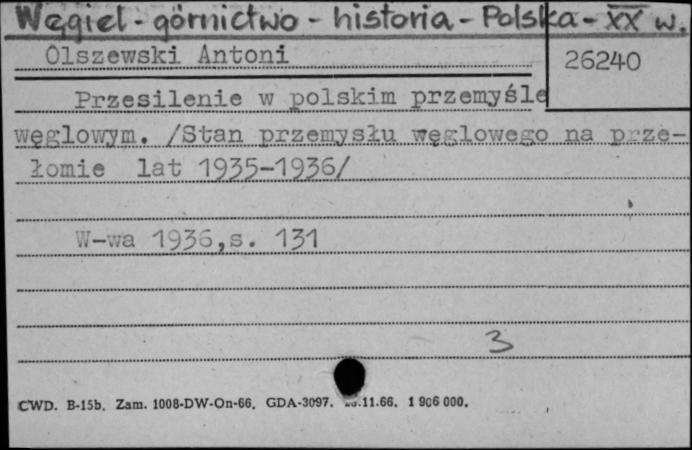 Węgiel - górnictwo - historia - Polska - XX w.
Olszewski Antoni
26240
Przesilenie w polskim przemyśle
węglowym. /Stan przemysłu węglowego na prze-
łomie lat 1935-1936/
W-wa 1936,s. 131
3
CWD. B-15b. Zam. 1008-DW-On-66. GDA-3097. .11.66. 1 906 000.